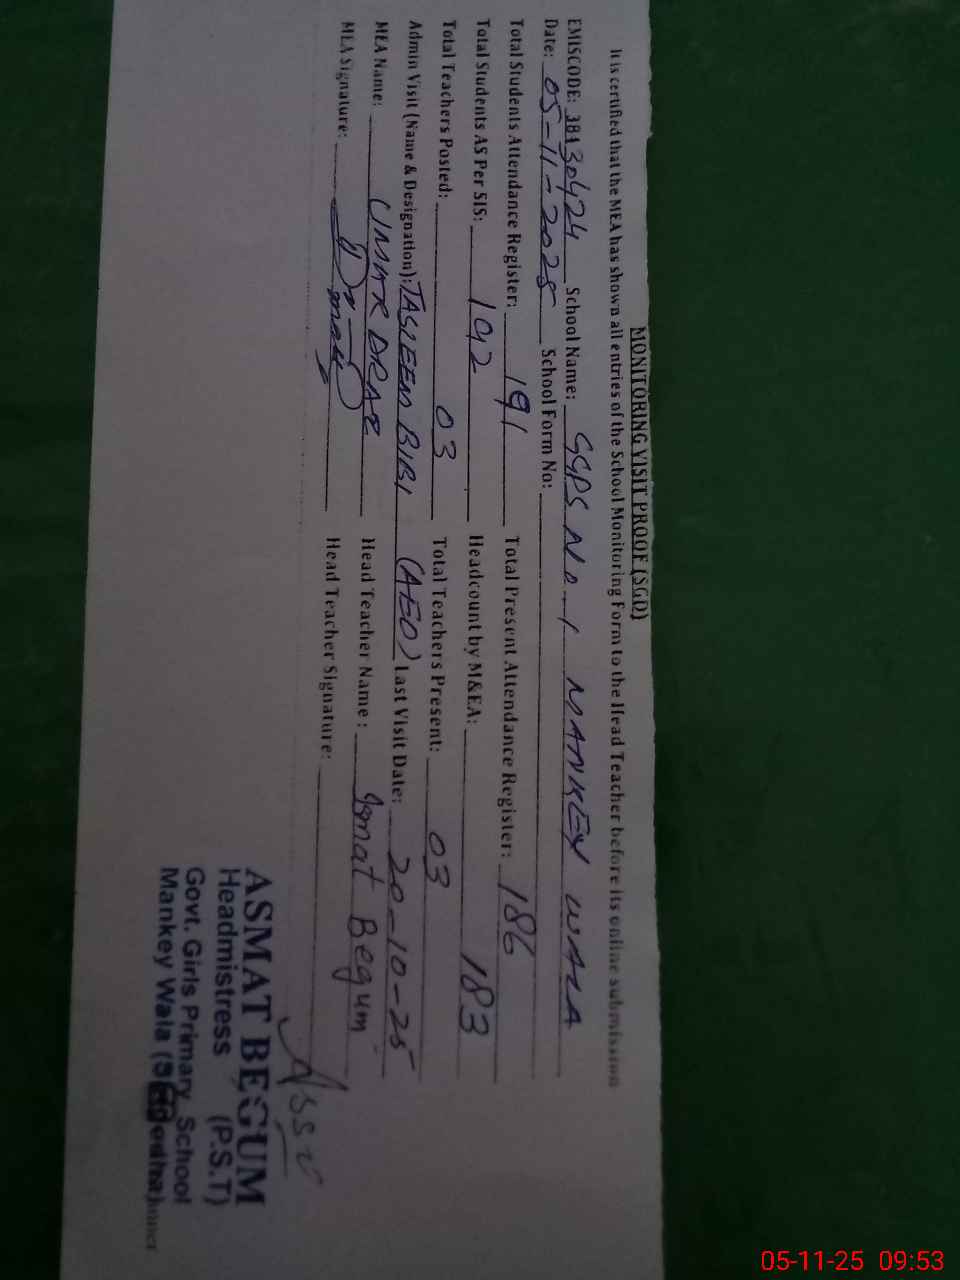 MONITORING VISIT PROOF (SGD)
It is certified that the MEA has shown all entries of the School Monitoring Form to the Head Teacher before its online submission
EMISCODE: 38130424 School Name: GGPS No. 1 MANKEY WALA
Date: 05-11-2025 School Form No:
Total Students Attendance Register: 191 Total Present Attendance Register: 186
Total Students AS Per SIS: 192 Headcount by M&EA: 183
Total Teachers Posted: 03 Total Teachers Present: 03
Admin Visit (Name & Designation): TASLEEM BIBI (AEO) Last Visit Date: 20-10-25
MEA Name: UMAR DRAZ Head Teacher Name: Ismat Begum
MEA Signature: Head Teacher Signature:
ASMAT BEGUM
Headmistress (P.S.T)
Govt. Girls Primary School
Mankey Wala
05-11-25 09:53